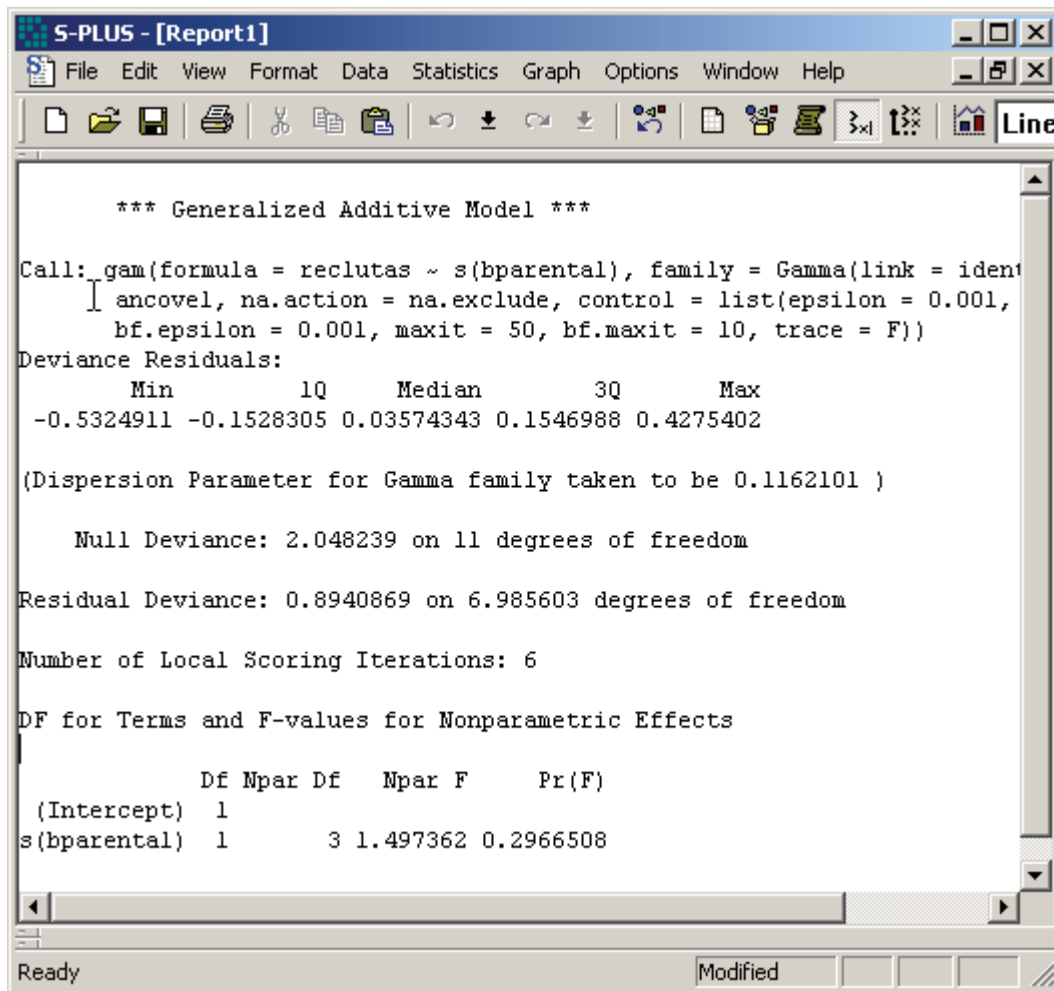 S-PLUS - [Report1]
File Edit View Format Data Statistics Graph Options Window Help
Line
*** Generalized Additive Model ***
Call: gam(formula = reclutas ~ s(bparental), family = Gamma(link = ident
ancovel, na.action = na.exclude, control = list(epsilon = 0.001,
bf.epsilon = 0.001, maxit = 50, bf.maxit = 10, trace = F))
Deviance Residuals:
Min 1Q Median 3Q Max
-0.5324911 -0.1528305 0.03574343 0.1546988 0.4275402
(Dispersion Parameter for Gamma family taken to be 0.1162101 )
Null Deviance: 2.048239 on 11 degrees of freedom
Residual Deviance: 0.8940869 on 6.985603 degrees of freedom
Number of Local Scoring Iterations: 6
DF for Terms and F-values for Nonparametric Effects
Df Npar Df Npar F Pr(F)
(Intercept) 1
s(bparental) 1 3 1.497362 0.2966508
Ready Modified